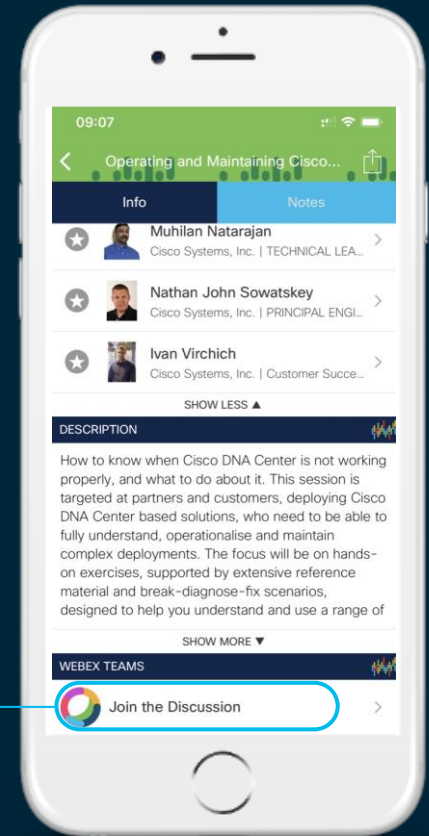 09:07
Operating and Maintaining Cisco...
Info
Notes
Muhilan Natarajan
Cisco Systems, Inc. | TECHNICAL LEA...
Nathan John Sowatskey
Cisco Systems, Inc. | PRINCIPAL ENGI...
Ivan Virchich
Cisco Systems, Inc. | Customer Succe...
SHOW LESS ▲
DESCRIPTION
How to know when Cisco DNA Center is not working
properly, and what to do about it. This session is
targeted at partners and customers, deploying Cisco
DNA Center based solutions, who need to be able to
fully understand, operationalise and maintain
complex deployments. The focus will be on hands-
on exercises, supported by extensive reference
material and break-diagnose-fix scenarios,
designed to help you understand and use a range of
SHOW MORE ▼
WEBEX TEAMS
Join the Discussion